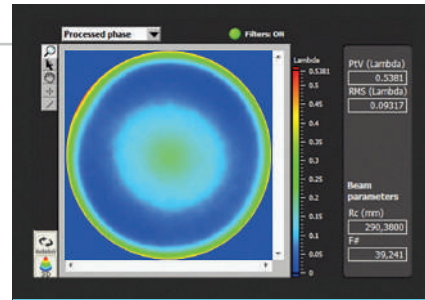 Processed phase
Filters: ON
Lambda
0.5381
0.5
0.45
0.4
0.35
0.3
0.25
0.2
0.15
0.1
0.05
0
PtV (Lambda)
0.5381
RMS (Lambda)
0.09317
Beam
parameters
Rc (mm)
290,3800
F#
39,241